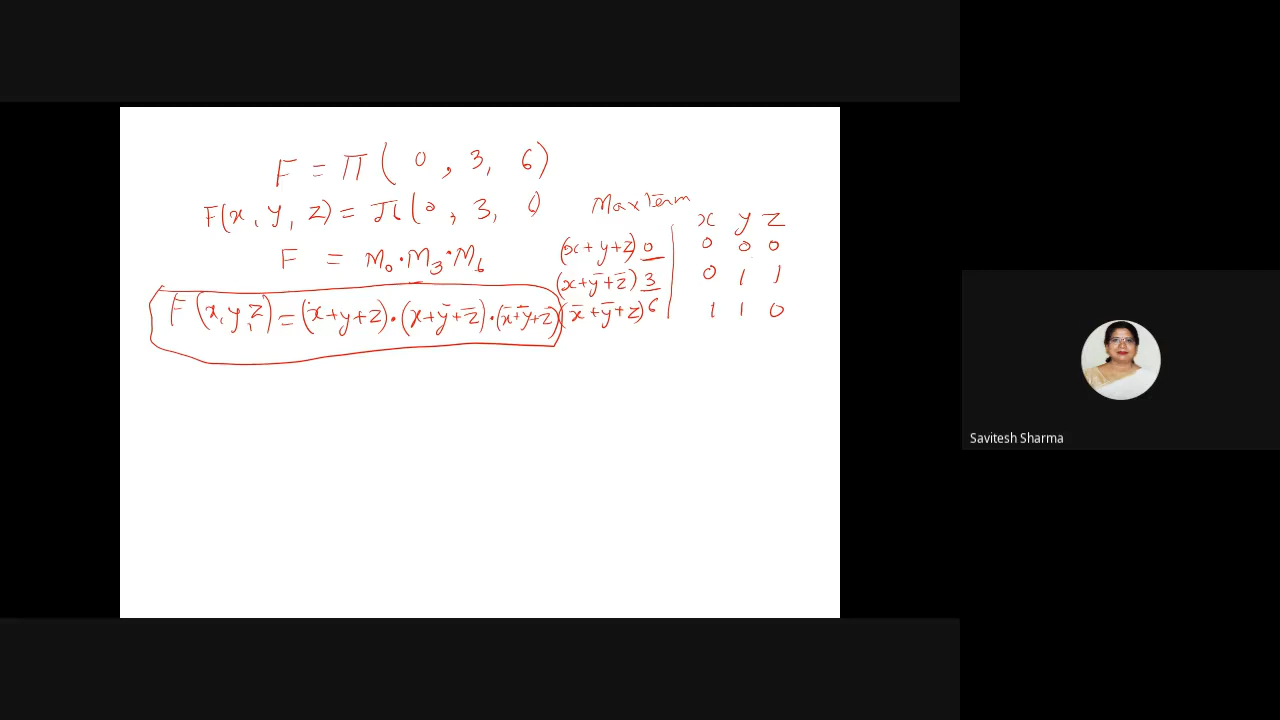 F = Π( 0 , 3, 6)
F(x, y, z) = π(0, 3, 6)
F = M₀·M₃·M₆
F(x,y,z) = (x+y+z)·(x+y̅+z̅)·(x̅+y̅+z)
Max Term
x y z
(x+y+z) 0 | 0 0 0
(x+y̅+z̅) 3 | 0 1 1
(x̅+y̅+z) 6 | 1 1 0
Savitesh Sharma